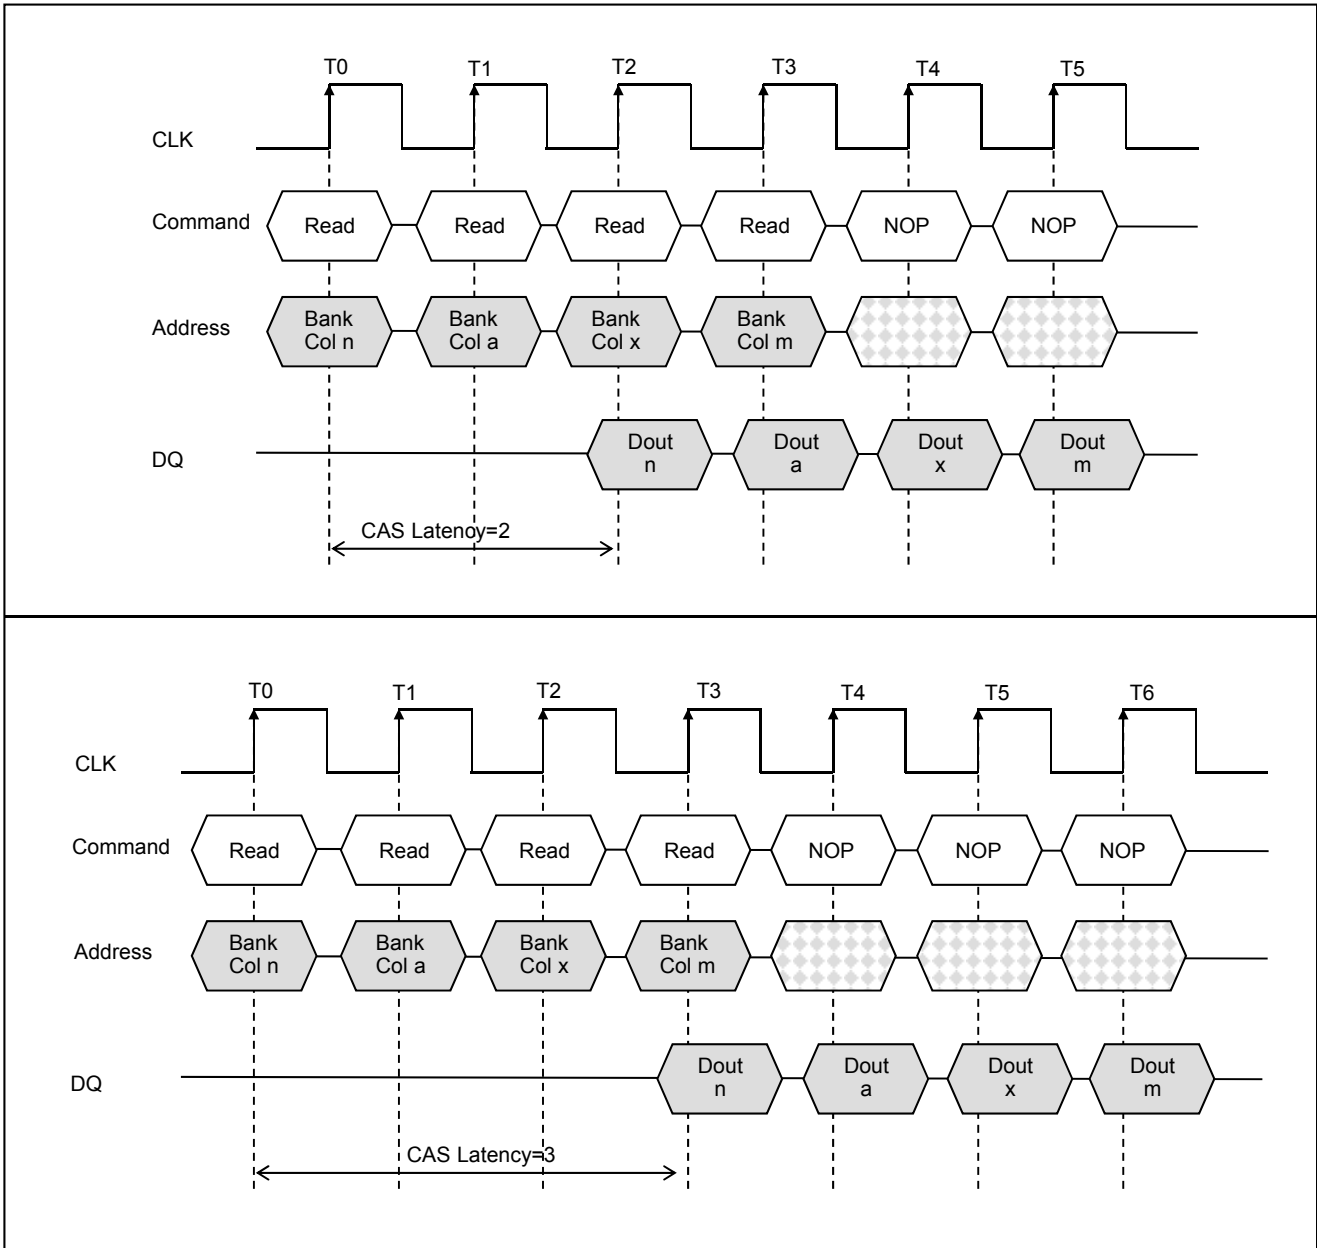 T0 T1 T2 T3 T4 T5
CLK
Command Read Read Read Read NOP NOP
Address
Bank Bank Bank Bank
Col n Col a Col x Col m
DQ
Dout Dout Dout Dout
n a x m
CAS Latency=2
T0 T1 T2 T3 T4 T5 T6
CLK
Command Read Read Read Read NOP NOP NOP
Address
Bank Bank Bank Bank
Col n Col a Col x Col m
DQ
Dout Dout Dout Dout
n a x m
CAS Latency=3